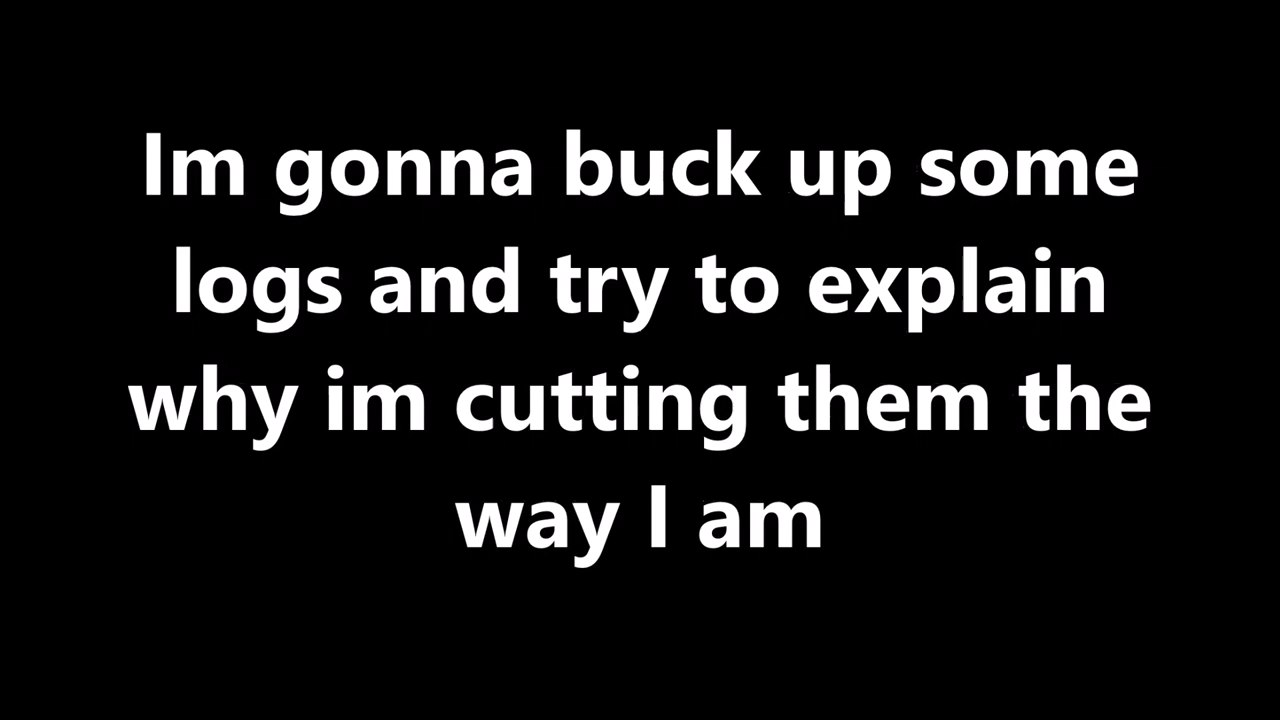 Im gonna buck up some
logs and try to explain
why im cutting them the
way I am